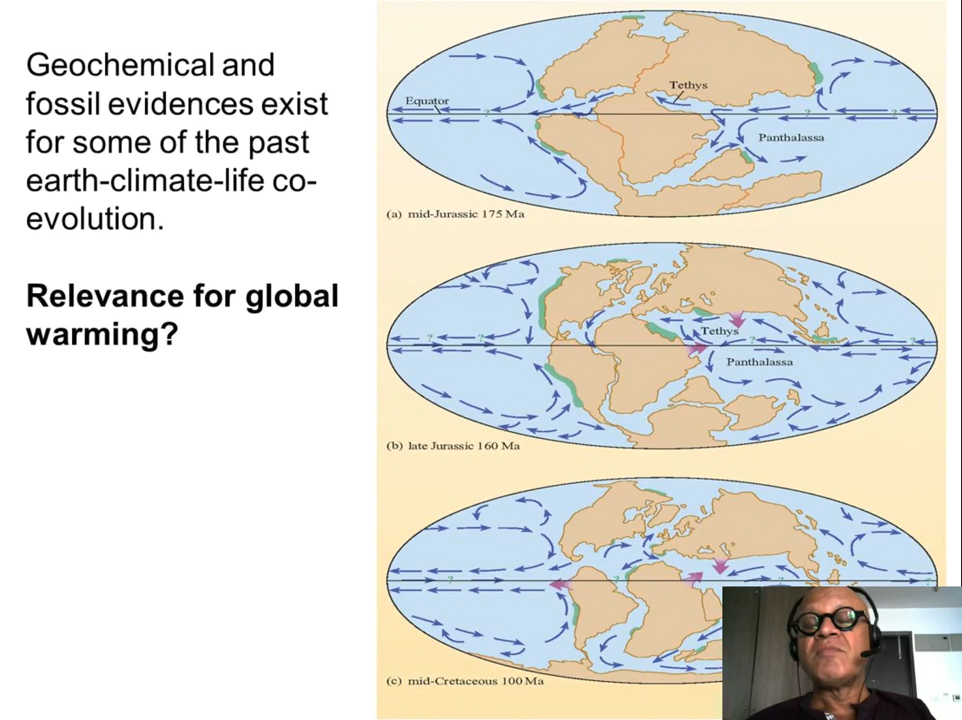 Geochemical and
fossil evidences exist
for some of the past
earth-climate-life co-
evolution.
Relevance for global
warming?
Tethys
Equator
?
?
?
Panthalassa
(a) mid-Jurassic 175 Ma
Tethys
?
?
?
?
Panthalassa
(b) late Jurassic 160 Ma
?
?
?
?
(c) mid-Cretaceous 100 Ma